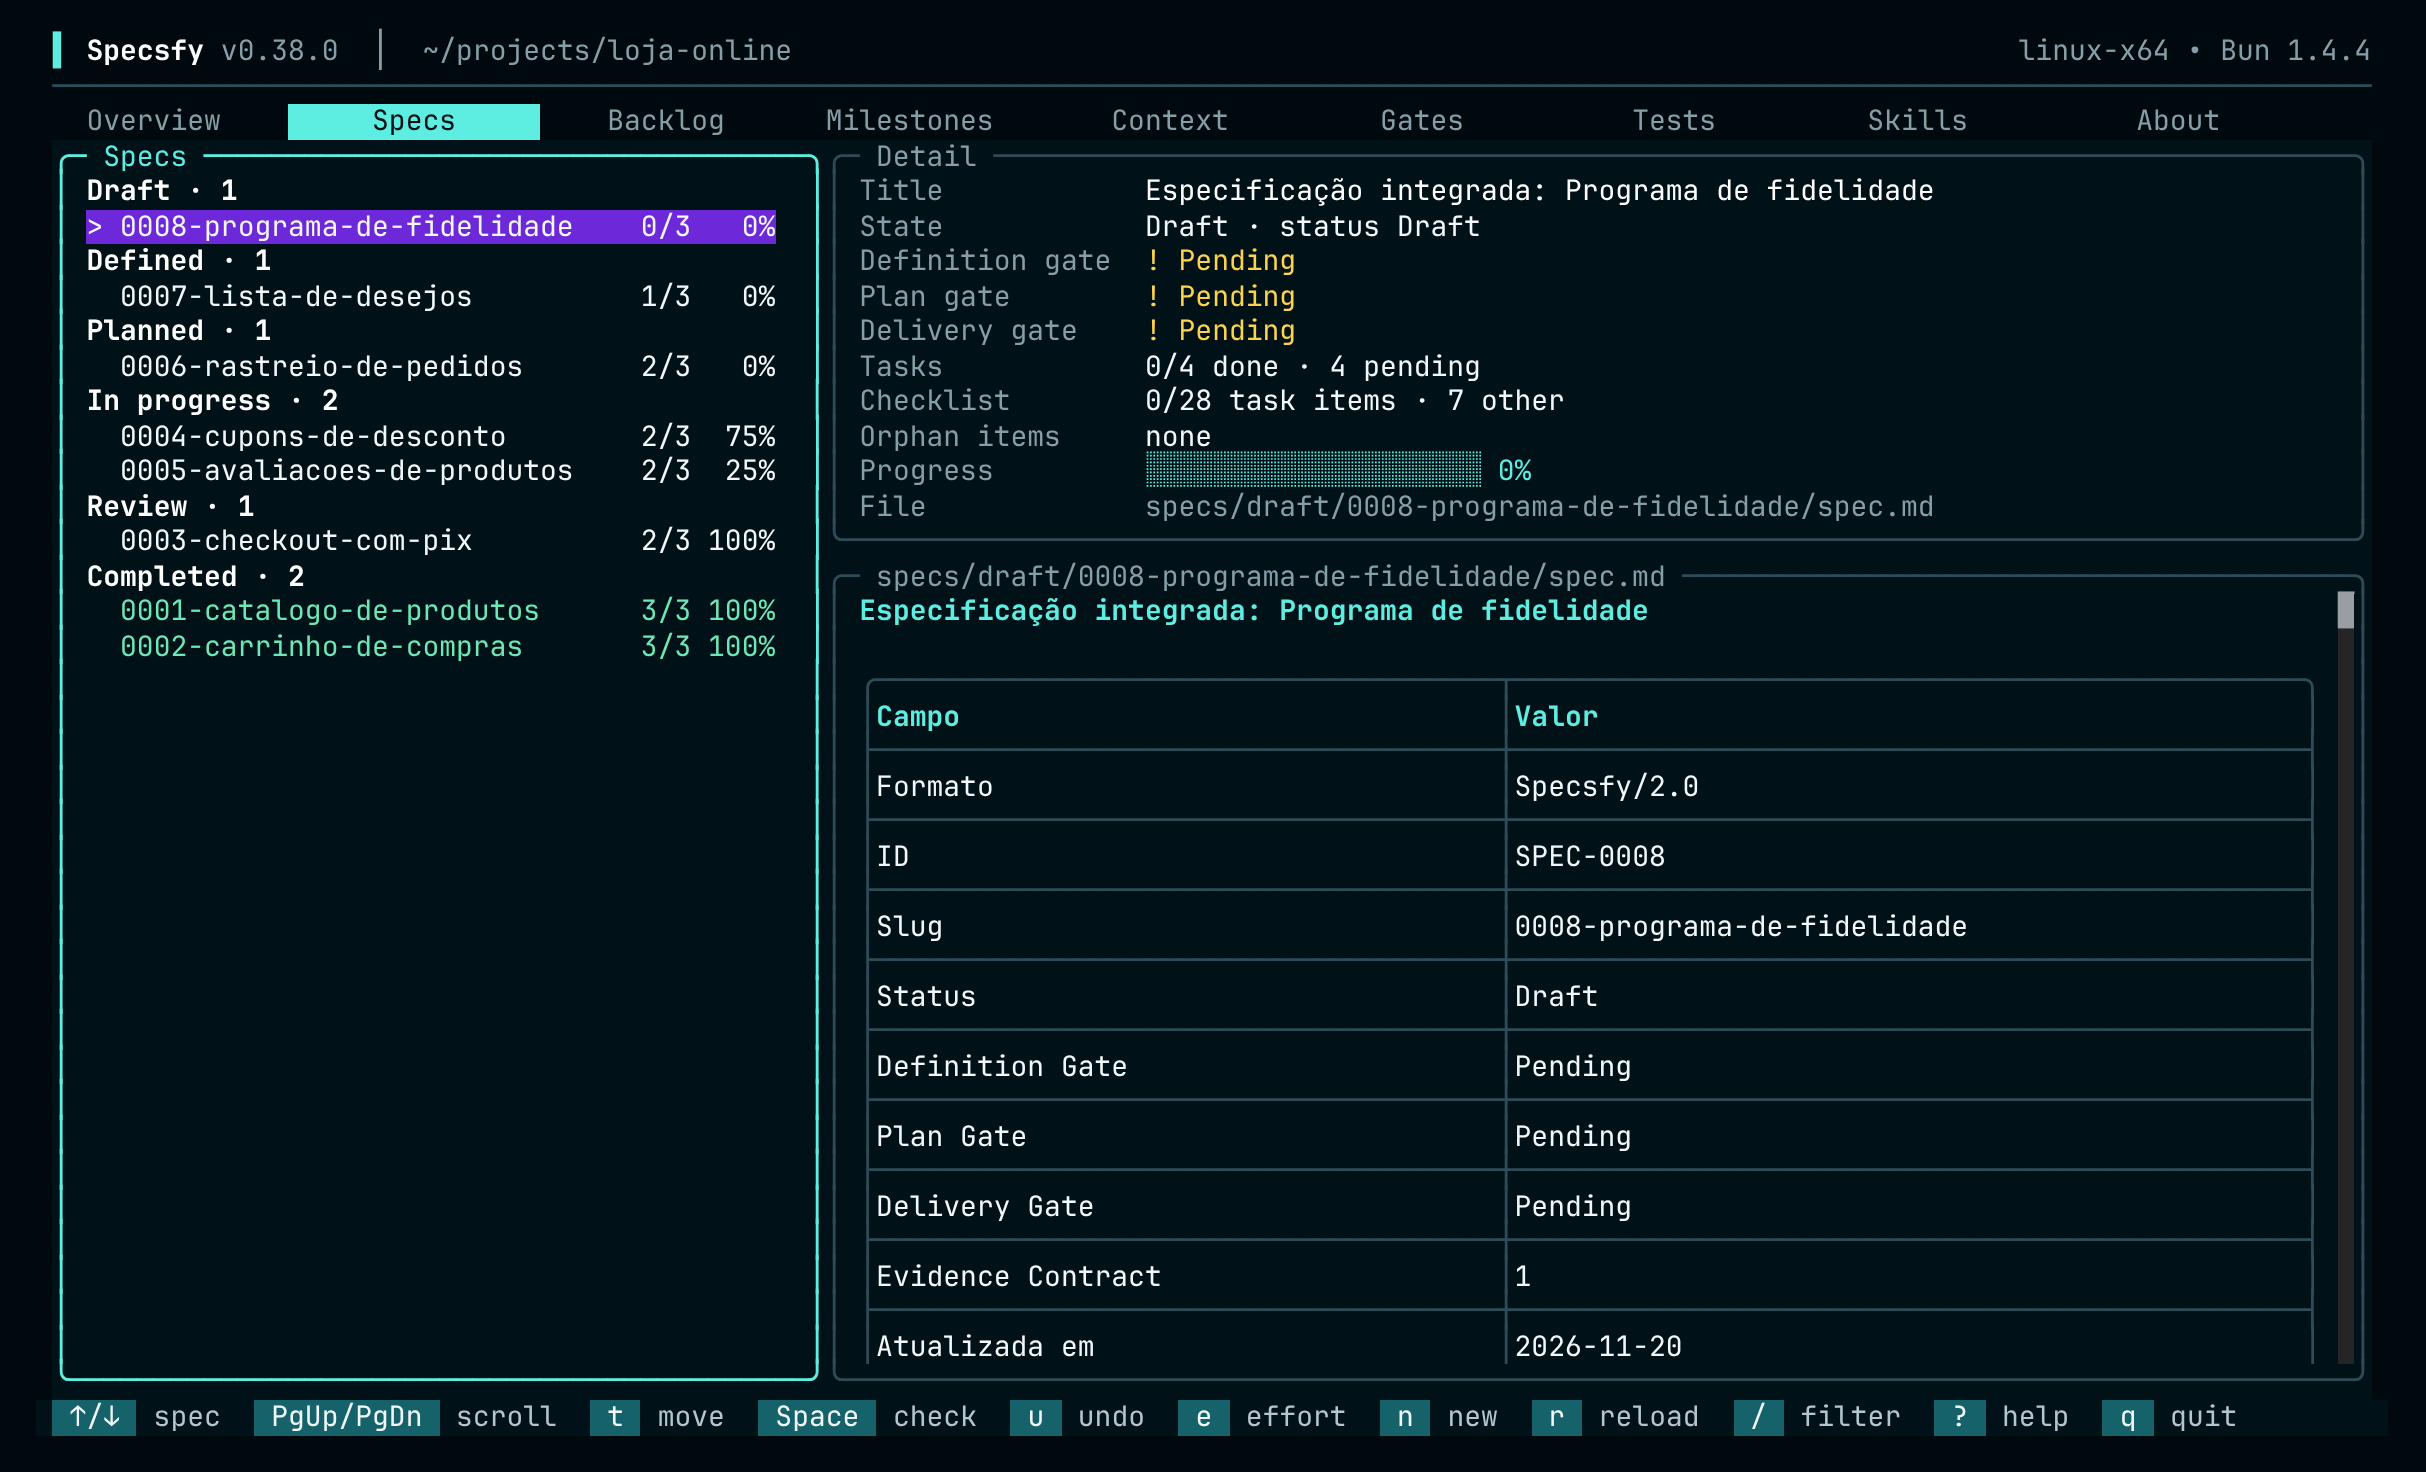 Specsfy v0.38.0 │ ~/projects/loja-online linux-x64 • Bun 1.4.4
Overview Specs Backlog Milestones Context Gates Tests Skills About
Specs
Draft · 1
> 0008-programa-de-fidelidade 0/3 0%
Defined · 1
0007-lista-de-desejos 1/3 0%
Planned · 1
0006-rastreio-de-pedidos 2/3 0%
In progress · 2
0004-cupons-de-desconto 2/3 75%
0005-avaliacoes-de-produtos 2/3 25%
Review · 1
0003-checkout-com-pix 2/3 100%
Completed · 2
0001-catalogo-de-produtos 3/3 100%
0002-carrinho-de-compras 3/3 100%
Detail
Title Especificação integrada: Programa de fidelidade
State Draft · status Draft
Definition gate ! Pending
Plan gate ! Pending
Delivery gate ! Pending
Tasks 0/4 done · 4 pending
Checklist 0/28 task items · 7 other
Orphan items none
Progress 0%
File specs/draft/0008-programa-de-fidelidade/spec.md
specs/draft/0008-programa-de-fidelidade/spec.md
Especificação integrada: Programa de fidelidade
Campo Valor
Formato Specsfy/2.0
ID SPEC-0008
Slug 0008-programa-de-fidelidade
Status Draft
Definition Gate Pending
Plan Gate Pending
Delivery Gate Pending
Evidence Contract 1
Atualizada em 2026-11-20
↑/↓ spec PgUp/PgDn scroll t move Space check u undo e effort n new r reload / filter ? help q quit